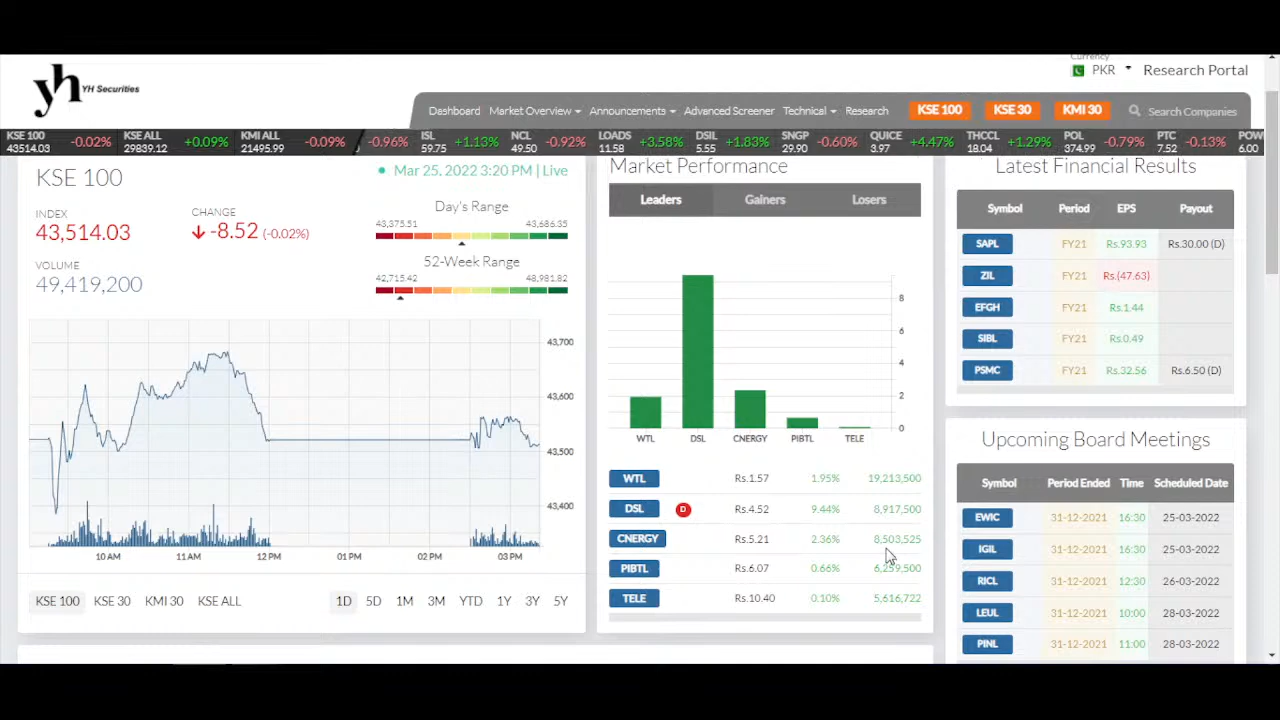 Currency
PKR
Research Portal
yh YH Securities
Dashboard Market Overview Announcements Advanced Screener Technical Research KSE 100 KSE 30 KMI 30 Search Companies
KSE 100 43514.03 -0.02% KSE ALL 29839.12 +0.09% KMI ALL 21495.99 -0.09% -0.96% ISL 59.75 +1.13% NCL 49.50 -0.92% LOADS 11.58 +3.58% DSIL 5.55 +1.83% SNGP 29.90 -0.60% QUICE 3.97 +4.47% THCCL 18.04 +1.29% POL 374.99 -0.79% PTC 7.52 -0.13% POW 6.00
KSE 100
Mar 25, 2022 3:20 PM | Live
INDEX
43,514.03
CHANGE
-8.52 (-0.02%)
VOLUME
49,419,200
Day's Range
43,375.51 43,686.35
52-Week Range
42,715.42 48,981.82
43,700
43,600
43,500
43,400
10 AM 11 AM 12 PM 01 PM 02 PM 03 PM
KSE 100 KSE 30 KMI 30 KSE ALL 1D 5D 1M 3M YTD 1Y 3Y 5Y
Market Performance
Leaders Gainers Losers
8
6
4
2
0
WTL DSL CNERGY PIBTL TELE
WTL Rs.1.57 1.95% 19,213,500
DSL D Rs.4.52 9.44% 8,917,500
CNERGY Rs.5.21 2.36% 8,503,525
PIBTL Rs.6.07 0.66% 6,259,500
TELE Rs.10.40 0.10% 5,616,722
Latest Financial Results
Symbol Period EPS Payout
SAPL FY21 Rs.93.93 Rs.30.00 (D)
ZIL FY21 Rs.(47.63)
EFGH FY21 Rs.1.44
SIBL FY21 Rs.0.49
PSMC FY21 Rs.32.56 Rs.6.50 (D)
Upcoming Board Meetings
Symbol Period Ended Time Scheduled Date
EWIC 31-12-2021 16:30 25-03-2022
IGIL 31-12-2021 16:30 25-03-2022
RICL 31-12-2021 12:30 26-03-2022
LEUL 31-12-2021 10:00 28-03-2022
PINL 31-12-2021 11:00 28-03-2022